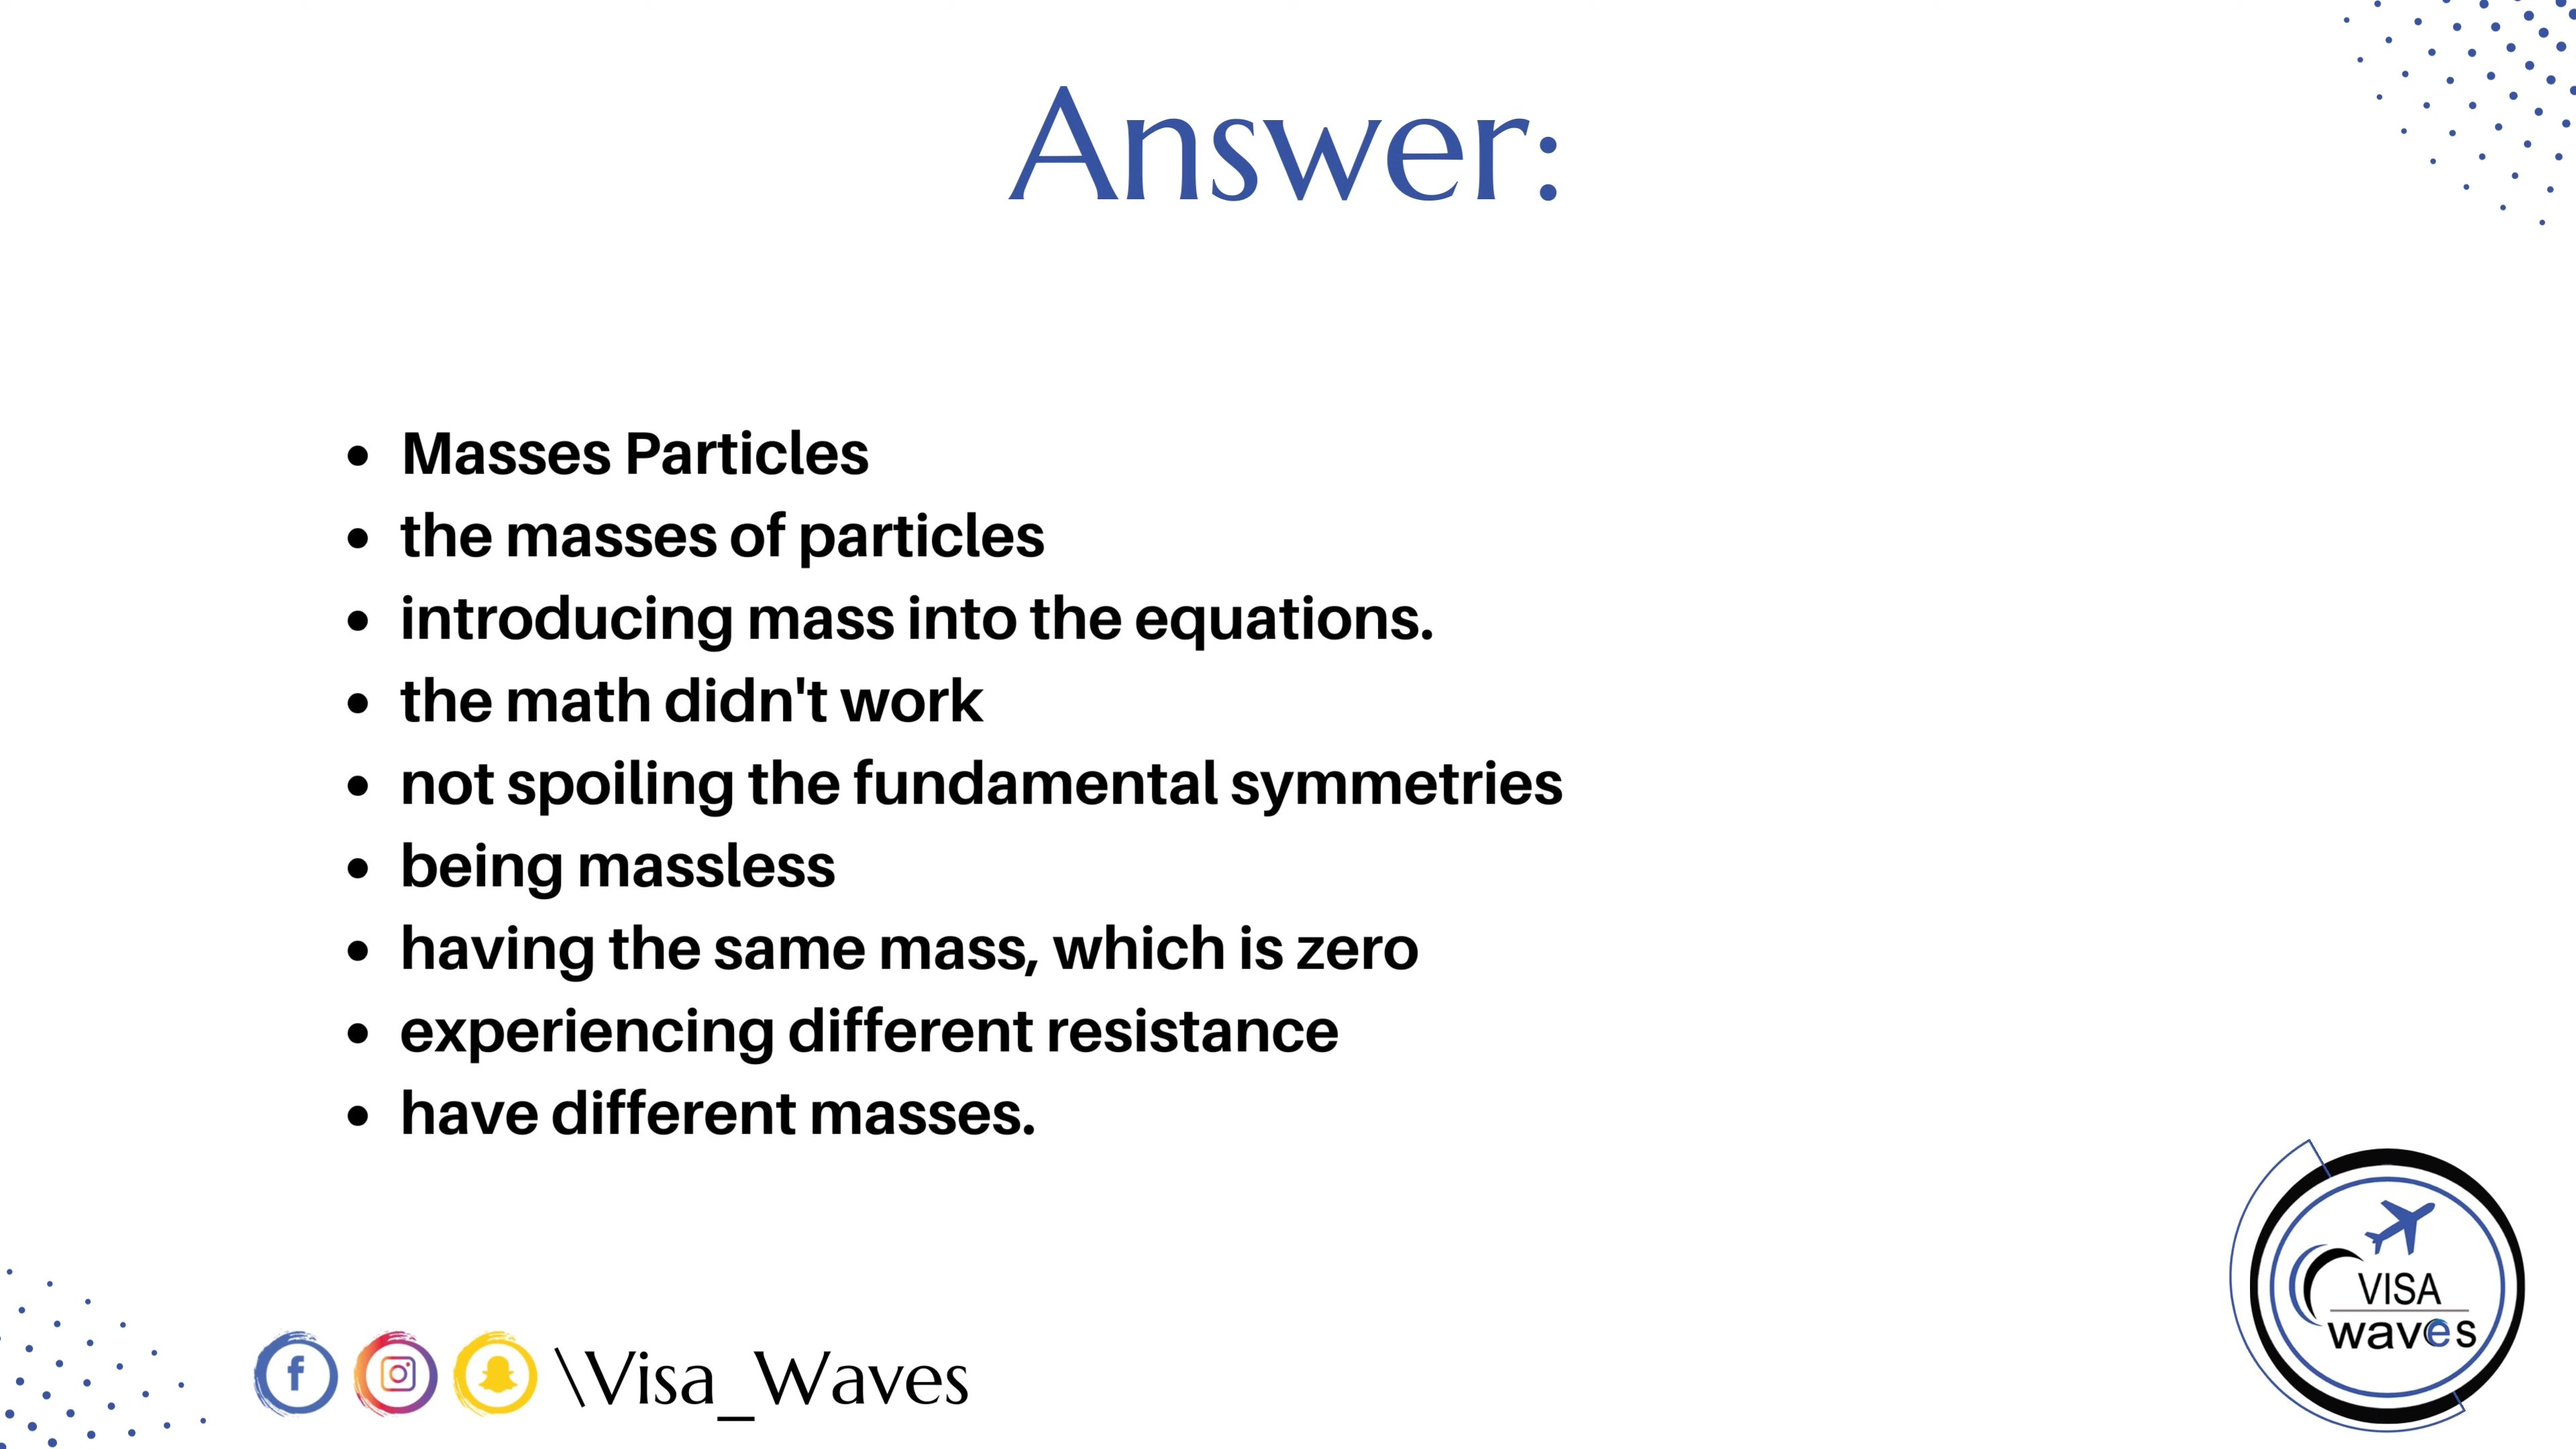 Answer:
Masses Particles
the masses of particles
introducing mass into the equations.
the math didn't work
not spoiling the fundamental symmetries
being massless
having the same mass, which is zero
experiencing different resistance
have different masses.
\Visa_Waves
VISA
waves